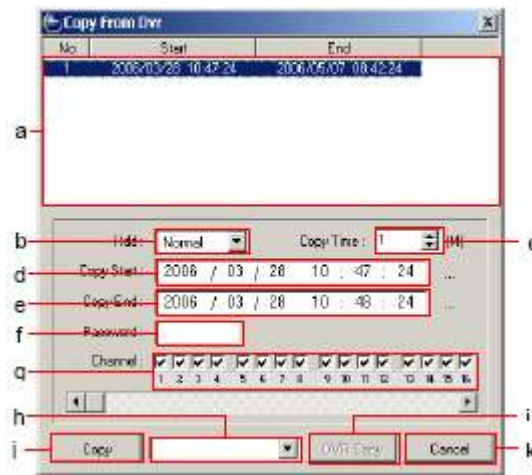 Copy From Dvr
No Start End
1 2006/03/28 10:47:24 2006/05/07 08:42:24
a
b Hdd : Normal Copy Time : 1 (M)
d Copy Start : 2006 / 03 / 28 10 : 47 : 24 ...
e Copy End : 2006 / 03 / 28 10 : 48 : 24 ...
f Password
g Channel :
1 2 3 4 5 6 7 8 9 10 11 12 13 14 15 16
h i
Copy DVR Copy Cancel k